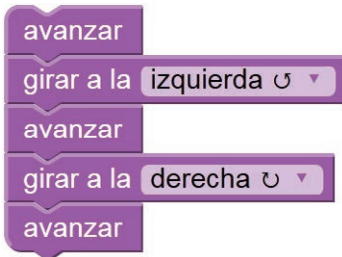 avanzar
girar a la izquierda ↺
avanzar
girar a la derecha ↻
avanzar